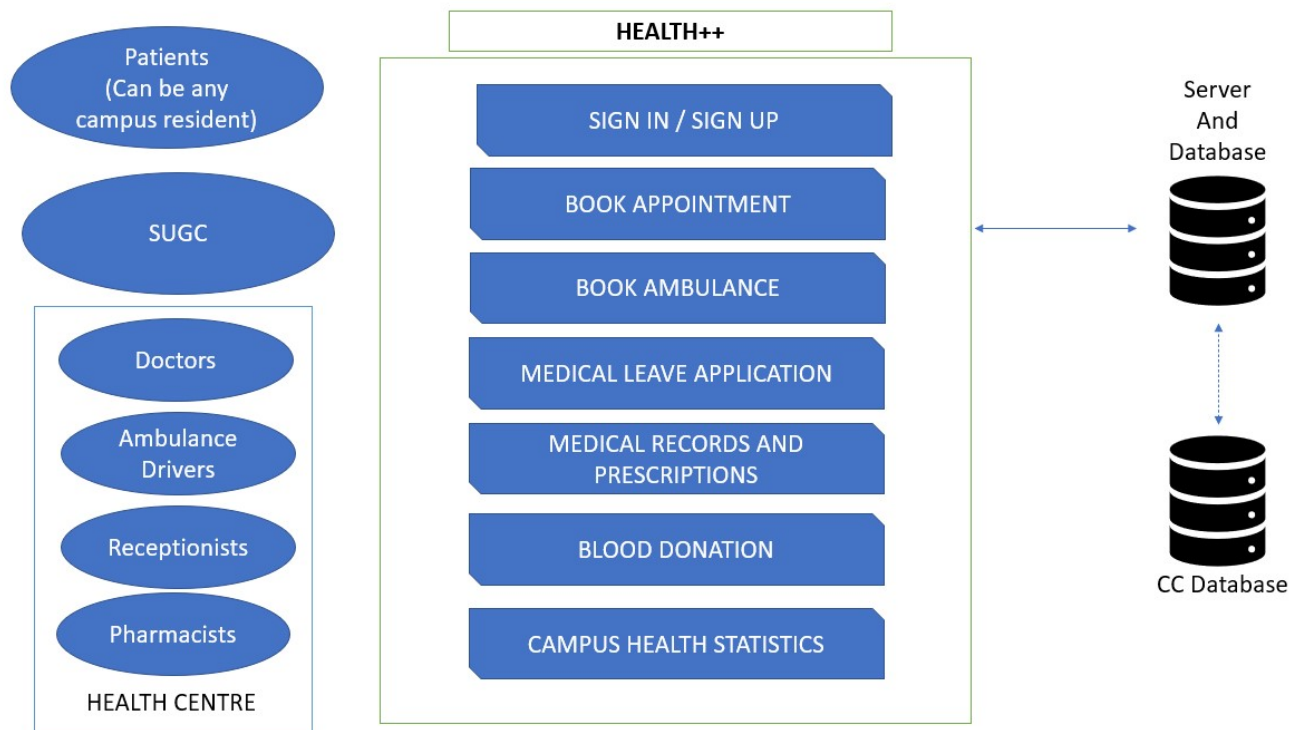 HEALTH++
Patients
(Can be any
campus resident)
SUGC
Doctors
Ambulance
Drivers
Receptionists
Pharmacists
HEALTH CENTRE
SIGN IN / SIGN UP
BOOK APPOINTMENT
BOOK AMBULANCE
MEDICAL LEAVE APPLICATION
MEDICAL RECORDS AND
PRESCRIPTIONS
BLOOD DONATION
CAMPUS HEALTH STATISTICS
Server
And
Database
CC Database